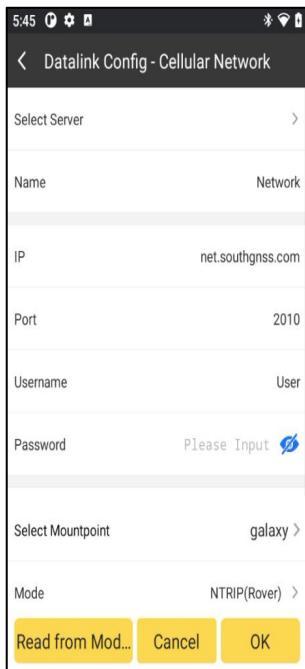 5:45
Datalink Config - Cellular Network
Select Server >
Name Network
IP net.southgnss.com
Port 2010
Username User
Password Please Input
Select Mountpoint galaxy >
Mode NTRIP(Rover) >
Read from Mod... Cancel OK